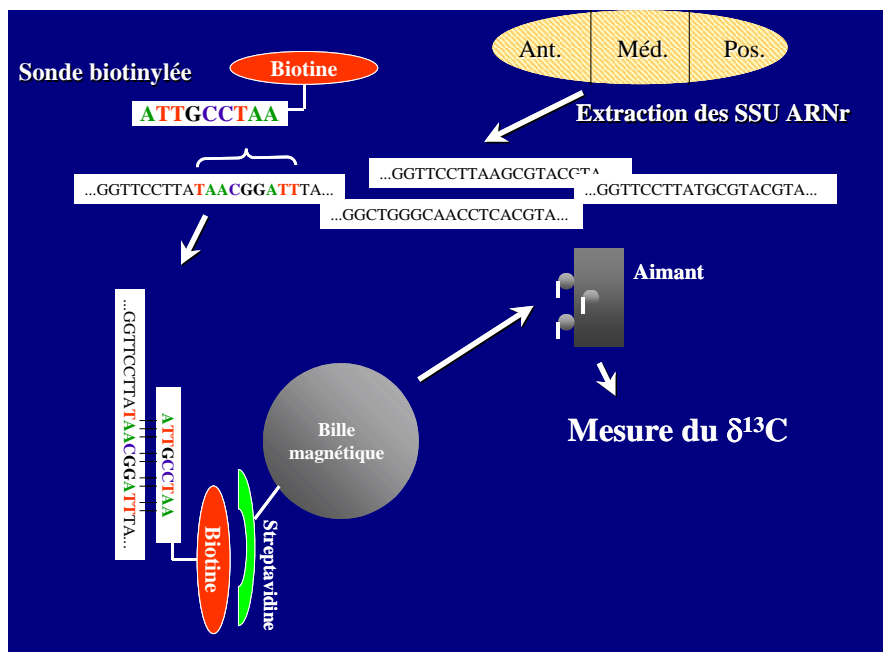 Ant. Méd. Pos.
Sonde biotinylée
Biotine
ATTGCCTAA
Extraction des SSU ARNr
...GGTTCCTTATAACGGATTTA...
...GGTTCCTTAAGCGTACGTA
...GGTTCCTTATGCGTACGTA...
...GGCTGGGCAACCTCACGTA...
Aimant
...GGTTCCTTATAACGGATTTA...
ATTGCCTAA
Bille
magnétique
Mesure du δ¹³C
Biotine
Streptavidine